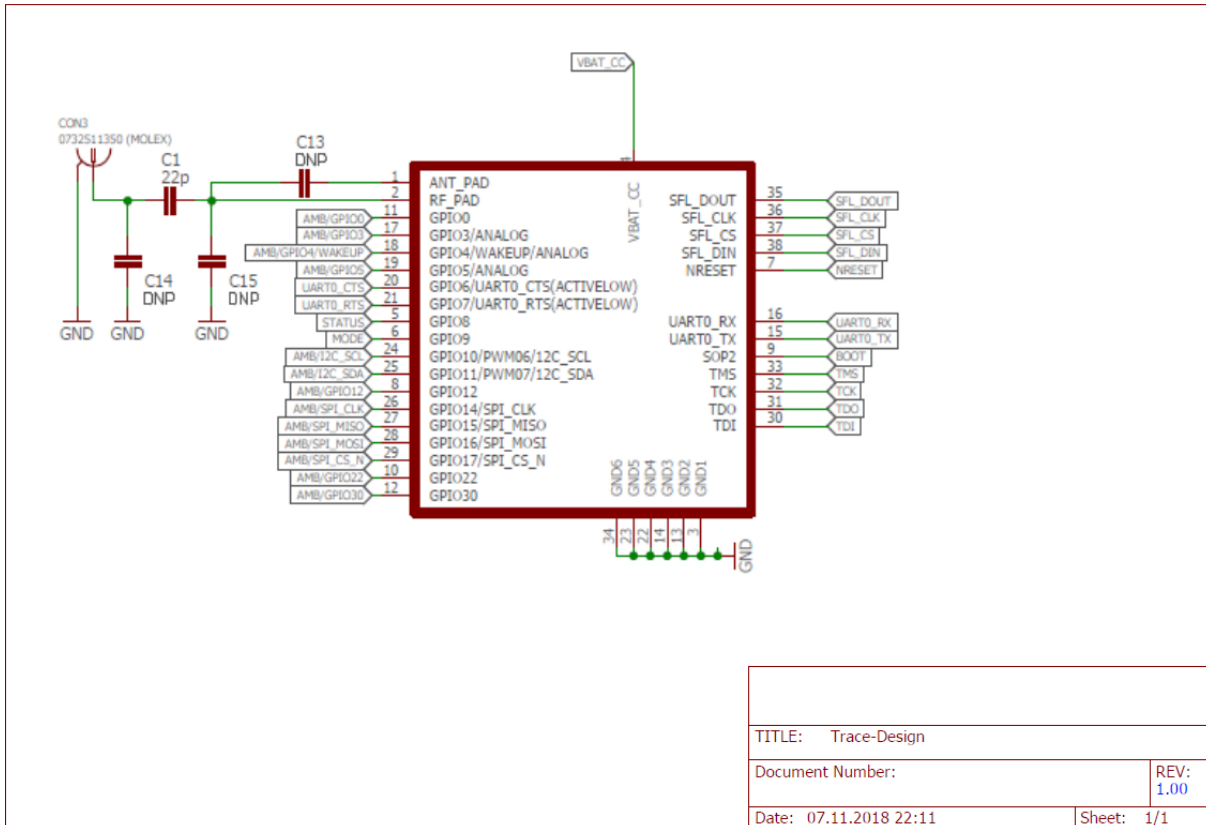 VBAT_CC
CON3
0732511350 (MOLEX)
C13
DNP
C1
22p
C14
DNP
C15
DNP
GND
GND
GND
1
2
11
17
18
19
20
21
5
6
24
25
8
26
27
28
29
10
12
AMB/GPIO0
AMB/GPIO3
AMB/GPIO4/WAKEUP
AMB/GPIO5
UART0_CTS
UART0_RTS
STATUS
MODE
AMB/I2C_SCL
AMB/I2C_SDA
AMB/GPIO12
AMB/SPI_CLK
AMB/SPI_MISO
AMB/SPI_MOSI
AMB/SPI_CS_N
AMB/GPIO22
AMB/GPIO30
ANT_PAD
RF_PAD
GPIO0
GPIO3/ANALOG
GPIO4/WAKEUP/ANALOG
GPIO5/ANALOG
GPIO6/UART0_CTS(ACTIVELOW)
GPIO7/UART0_RTS(ACTIVELOW)
GPIO8
GPIO9
GPIO10/PWM06/12C_SCL
GPIO11/PWM07/12C_SDA
GPIO12
GPIO14/SPI_CLK
GPIO15/SPI_MISO
GPIO16/SPI_MOSI
GPIO17/SPI_CS_N
GPIO22
GPIO30
4
VBAT_CC
SFL_DOUT
SFL_CLK
SFL_CS
SFL_DIN
NRESET
UART0_RX
UART0_TX
SOP2
TMS
TCK
TDO
TDI
35
36
37
38
7
16
15
9
33
32
31
30
SFL_DOUT
SFL_CLK
SFL_CS
SFL_DIN
NRESET
UART0_RX
UART0_TX
BOOT
TMS
TCK
TDO
TDI
GND6
GND5
GND4
GND3
GND2
GND1
34
23
22
14
13
3
GND
TITLE: Trace-Design
Document Number:
REV:
1.00
Date: 07.11.2018 22:11
Sheet: 1/1